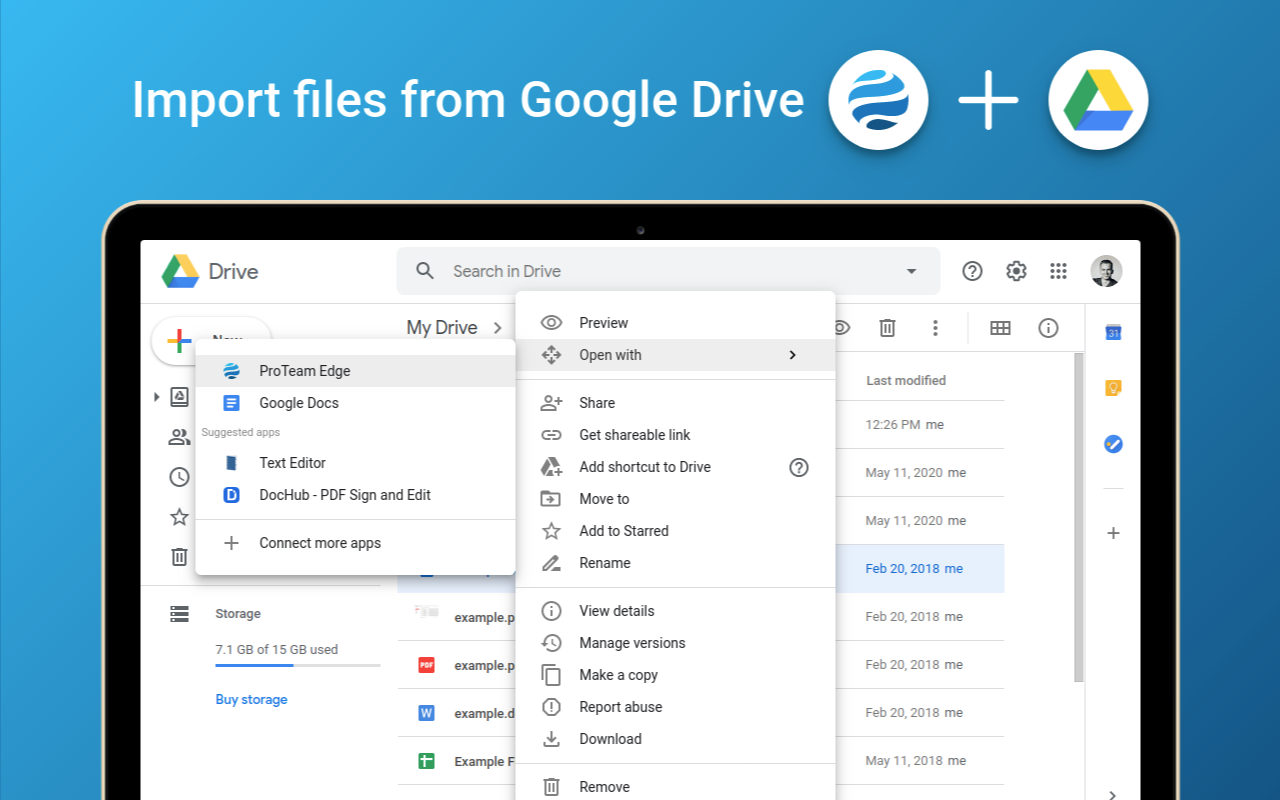 Import files from Google Drive
Drive
Search in Drive
My Drive
Preview
Open with
ProTeam Edge
Google Docs
Suggested apps
Text Editor
DocHub - PDF Sign and Edit
Connect more apps
Share
Get shareable link
Add shortcut to Drive
Move to
Add to Starred
Rename
View details
Manage versions
Make a copy
Report abuse
Download
Remove
Last modified
12:26 PM me
May 11, 2020 me
May 11, 2020 me
Feb 20, 2018 me
Feb 20, 2018 me
Feb 20, 2018 me
Feb 20, 2018 me
May 11, 2018 me
Storage
7.1 GB of 15 GB used
Buy storage
example.p
PDF
example.p
W
example.d
Example F
31
D